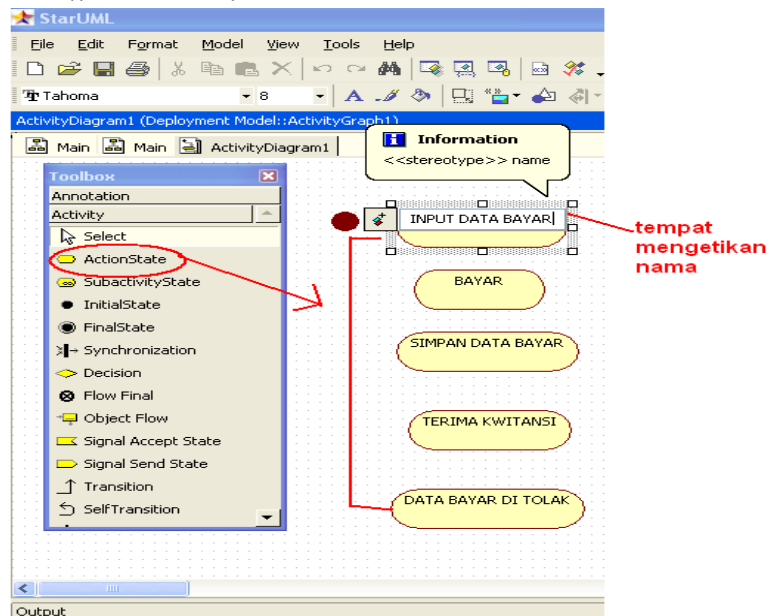 StarUML
File Edit Format Model View Tools Help
Tahoma 8
ActivityDiagram1 (Deployment Model::ActivityGraph1)
Main Main ActivityDiagram1
Information
<<stereotype>> name
Toolbox
Annotation
Activity
Select
ActionState
SubactivityState
InitialState
FinalState
Synchronization
Decision
Flow Final
Object Flow
Signal Accept State
Signal Send State
Transition
SelfTransition
INPUT DATA BAYAR
tempat
mengetikan
nama
BAYAR
SIMPAN DATA BAYAR
TERIMA KWITANSI
DATA BAYAR DI TOLAK
Output